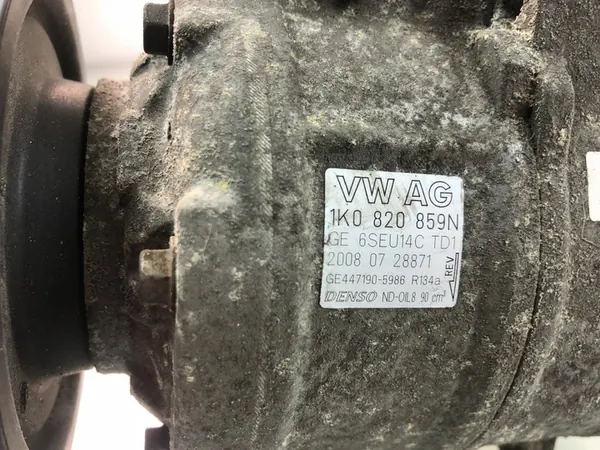 VW AG
1K0 820 859N
GE 6SEU14C TD1
2008 07 28871
GE447190-5986 R134a
DENSO ND-OIL8 90 cm³
REV